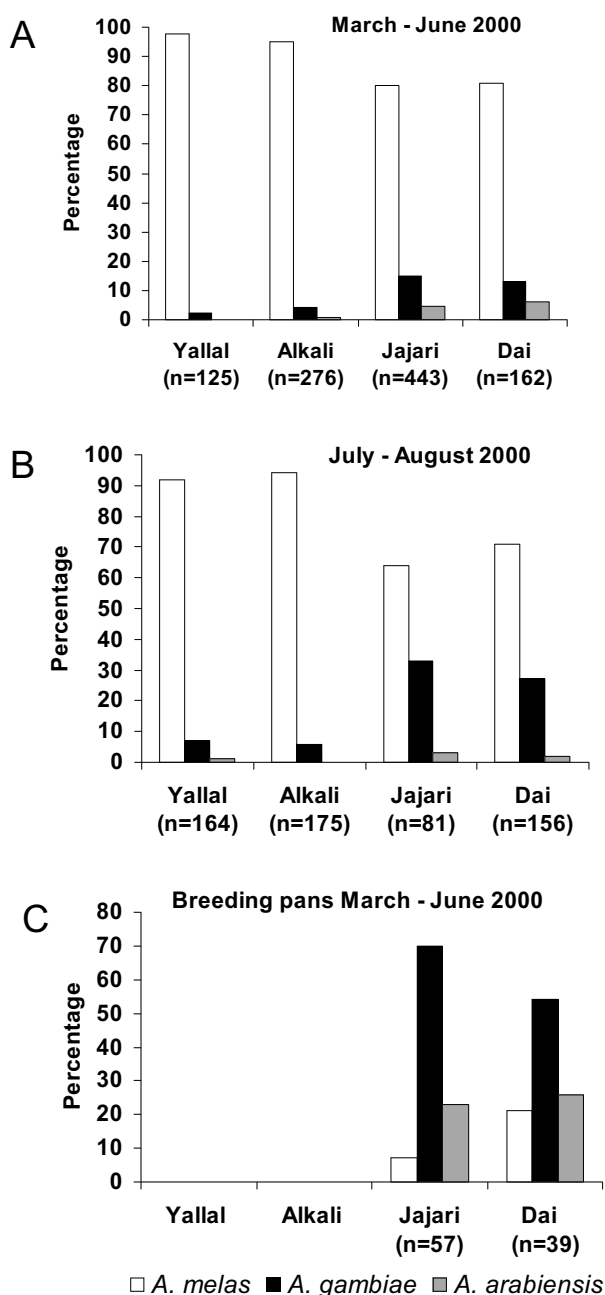 A
March - June 2000
Percentage
100
90
80
70
60
50
40
30
20
10
0
Yallal Alkali Jajari Dai
(n=125) (n=276) (n=443) (n=162)
B
July - August 2000
Percentage
100
90
80
70
60
50
40
30
20
10
0
Yallal Alkali Jajari Dai
(n=164) (n=175) (n=81) (n=156)
C
Breeding pans March - June 2000
Percentage
80
70
60
50
40
30
20
10
0
Yallal Alkali Jajari Dai
(n=57) (n=39)
A. melas A. gambiae A. arabiensis